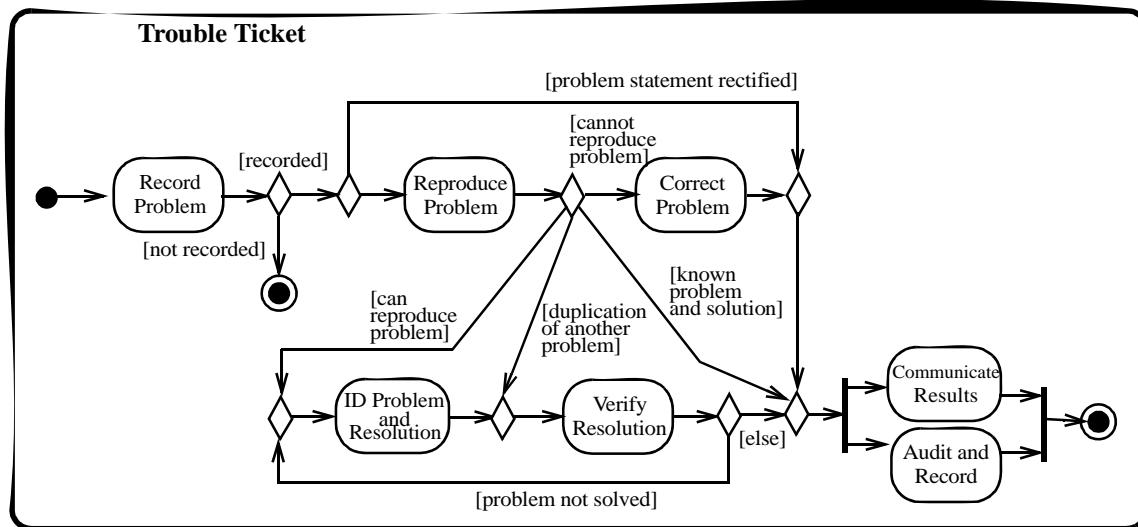 Trouble Ticket
[problem statement rectified]
[cannot
reproduce
problem]
[recorded]
Record
Problem
Reproduce
Problem
Correct
Problem
[not recorded]
[can
reproduce
problem]
[duplication
of another
problem]
[known
problem
and solution]
ID Problem
and
Resolution
Verify
Resolution
[else]
Communicate
Results
Audit and
Record
[problem not solved]